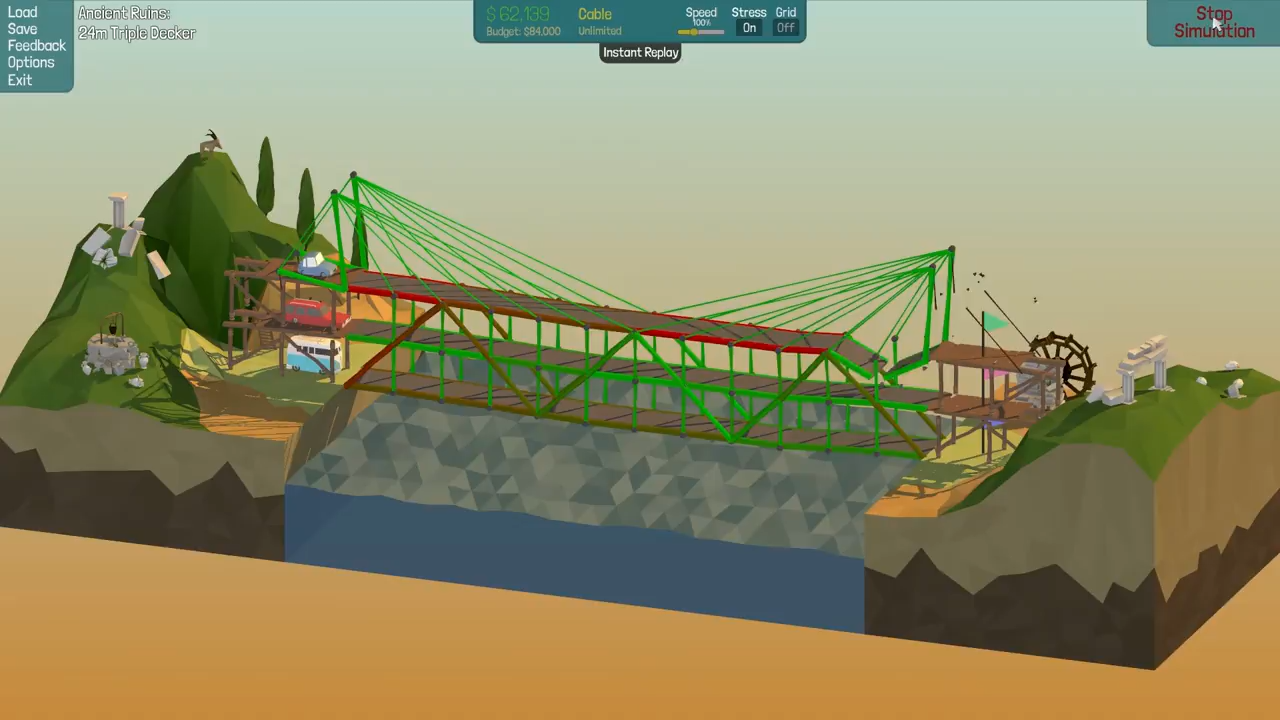 Load
Save
Feedback
Options
Exit
Ancient Ruins:
24m Triple Decker
$ 62,139
Budget: $84,000
Cable
Unlimited
Speed
100%
Stress
On
Grid
Off
Instant Replay
Stop
Simulation